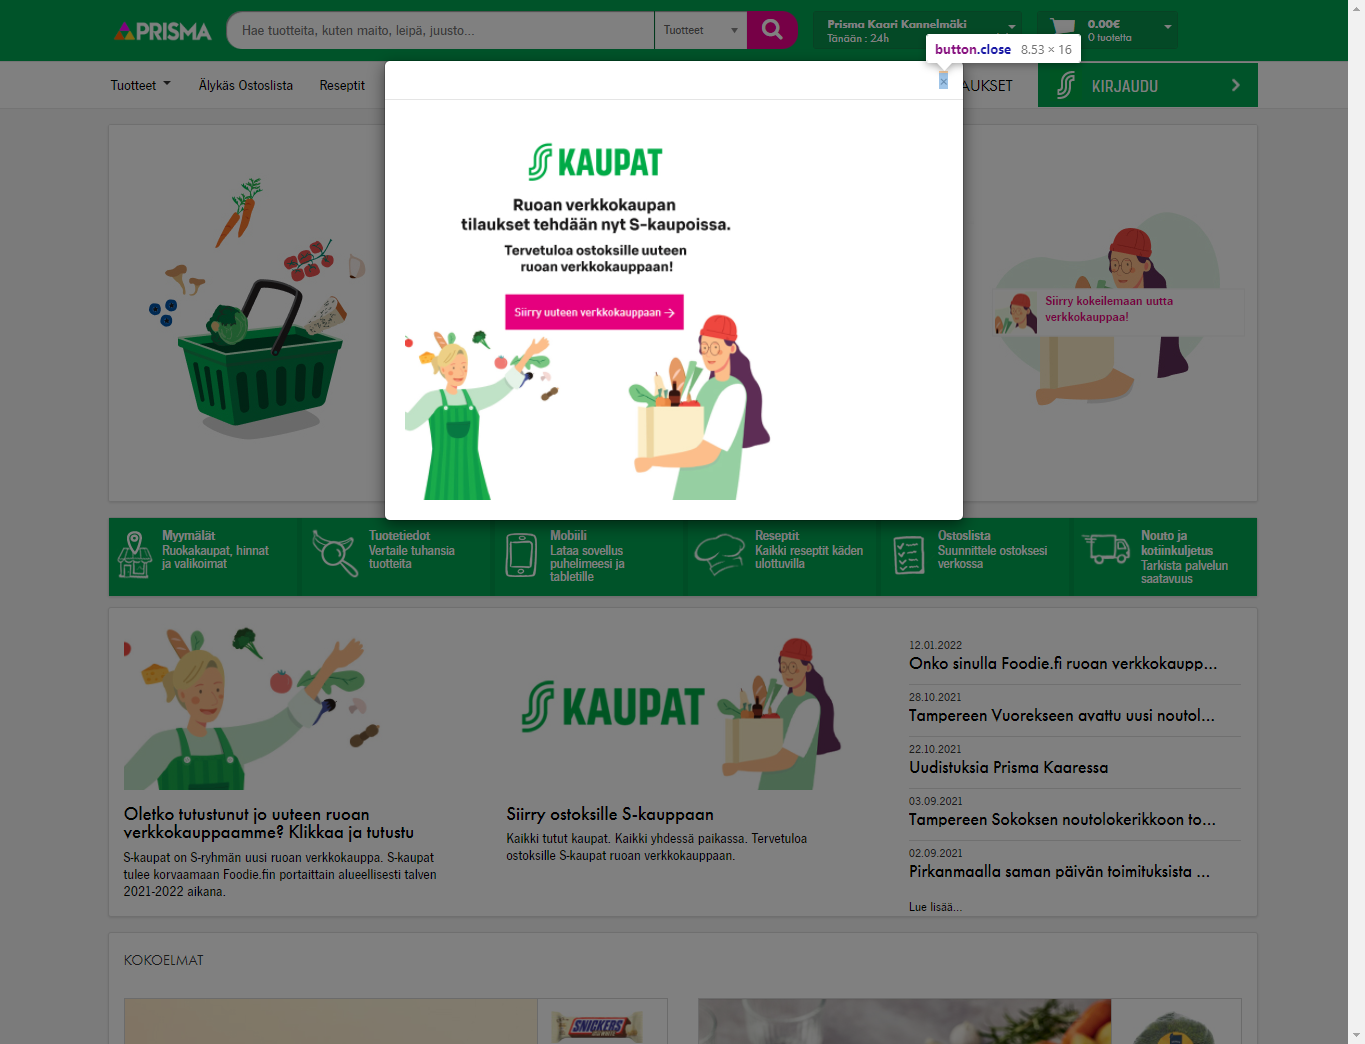 PRISMA
Hae tuotteita, kuten maito, leipä, juusto...
Tuotteet
Prisma Kaari Kannelmäki
Tänään : 24h
0.00€
0 tuotetta
button.close 8.53 × 16
Tuotteet
Älykäs Ostoslista
Reseptit
×
AUKSET
KIRJAUDU
KAUPAT
Ruoan verkkokaupan
tilaukset tehdään nyt S-kaupoissa.
Tervetuloa ostoksille uuteen
ruoan verkkokauppaan!
Siirry uuteen verkkokauppaan →
Siirry kokeilemaan uutta
verkkokauppaa!
Myymälät
Ruokakaupat, hinnat
ja valikoimat
Tuotetiedot
Vertaile tuhansia
tuotteita
Mobiili
Lataa sovellus
puhelimeesi ja
tabletille
Reseptit
Kaikki reseptit käden
ulottuvilla
Ostoslista
Suunnittele ostoksesi
verkossa
Nouto ja
kotiinkuljetus
Tarkista palvelun
saatavuus
Oletko tutustunut jo uuteen ruoan
verkkokauppaamme? Klikkaa ja tutustu
S-kaupat on S-ryhmän uusi ruoan verkkokauppa. S-kaupat
tulee korvaamaan Foodie.fin portaittain alueellisesti talven
2021-2022 aikana.
KAUPAT
Siirry ostoksille S-kauppaan
Kaikki tutut kaupat. Kaikki yhdessä paikassa. Tervetuloa
ostoksille S-kaupat ruoan verkkokauppaan.
12.01.2022
Onko sinulla Foodie.fi ruoan verkkokaupp...
28.10.2021
Tampereen Vuorekseen avattu uusi noutol...
22.10.2021
Uudistuksia Prisma Kaaressa
03.09.2021
Tampereen Sokoksen noutolokerikkoon to...
02.09.2021
Pirkanmaalla saman päivän toimituksista ...
Lue lisää...
KOKOELMAT
SNICKERS